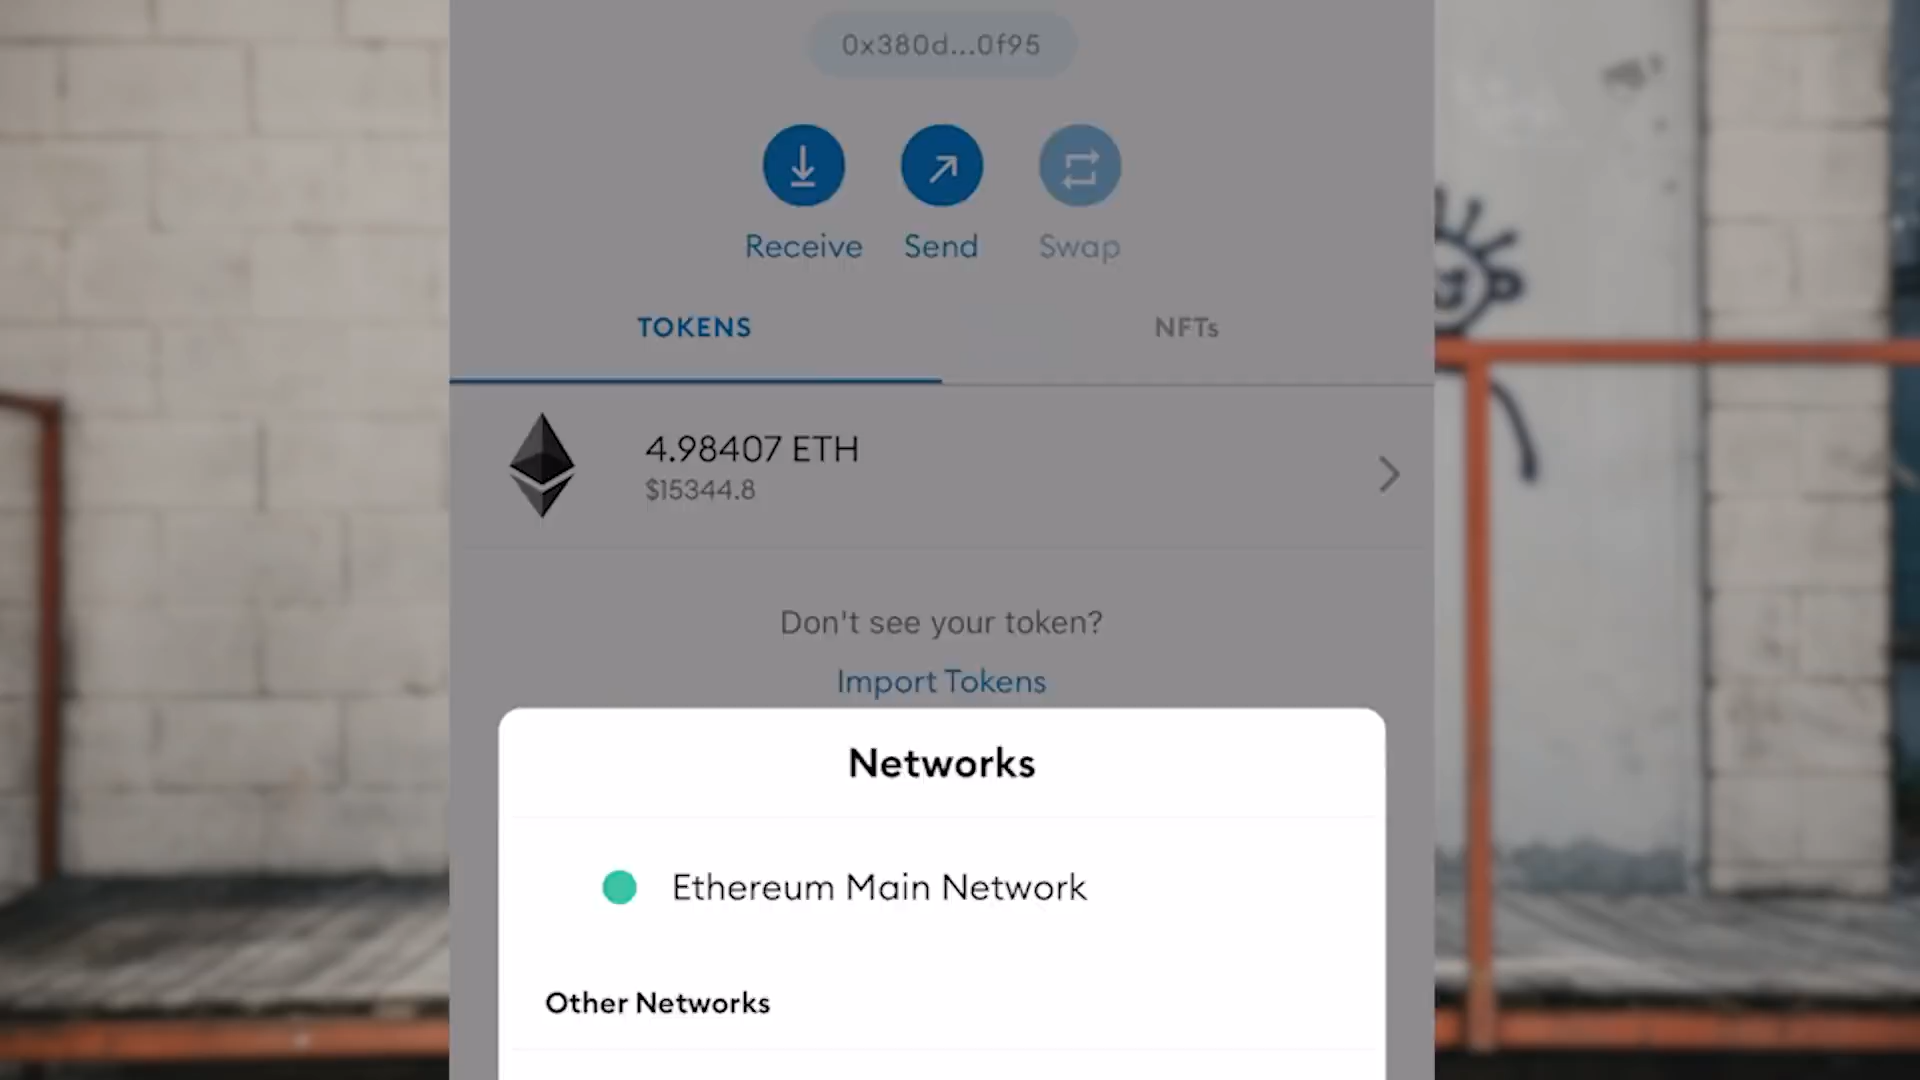 0x380d...0f95
Receive Send Swap
TOKENS NFTs
4.98407 ETH
$15344.8
Don't see your token?
Import Tokens
Networks
Ethereum Main Network
Other Networks